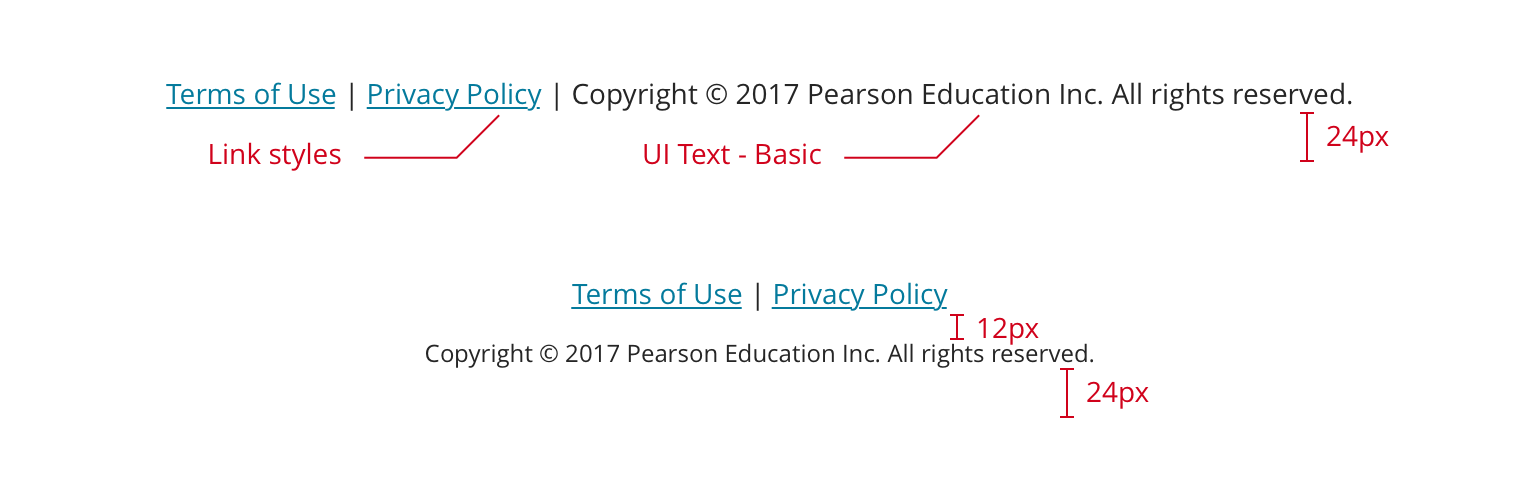 Terms of Use | Privacy Policy | Copyright © 2017 Pearson Education Inc. All rights reserved.
Link styles
UI Text - Basic
24px
Terms of Use | Privacy Policy
12px
Copyright © 2017 Pearson Education Inc. All rights reserved.
24px